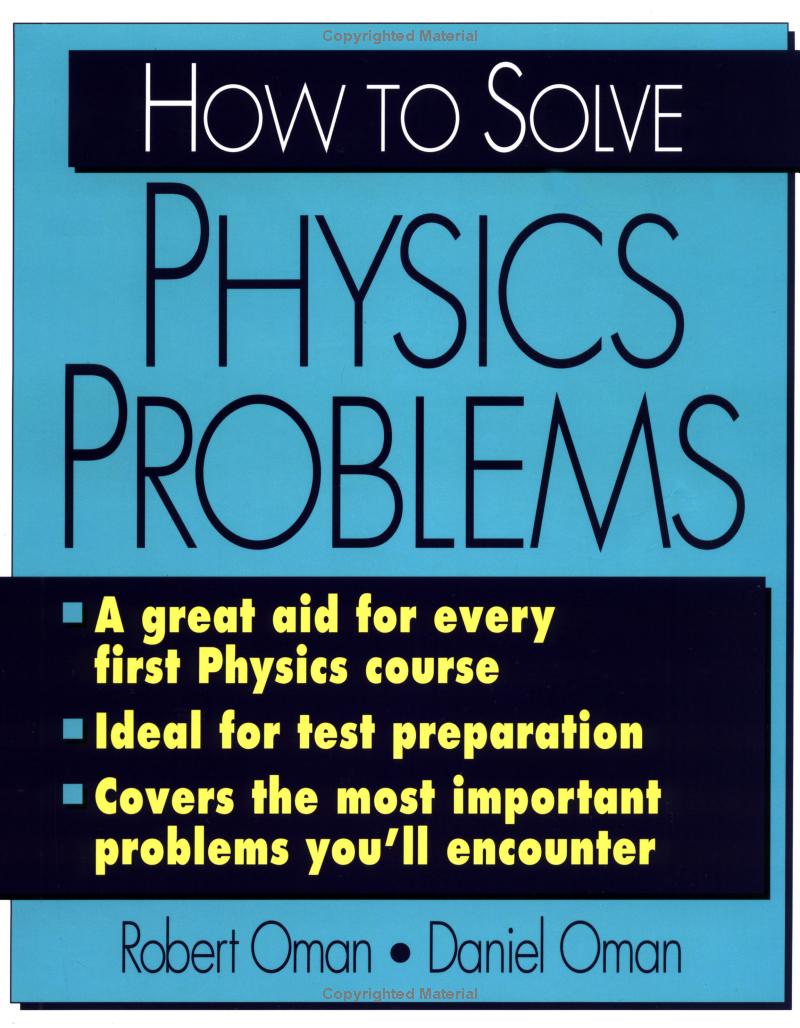 Copyrighted Material
HOW TO SOLVE
PHYSICS
PROBLEMS
A great aid for every
first Physics course
Ideal for test preparation
Covers the most important
problems you'll encounter
Robert Oman • Daniel Oman
Copyrighted Material